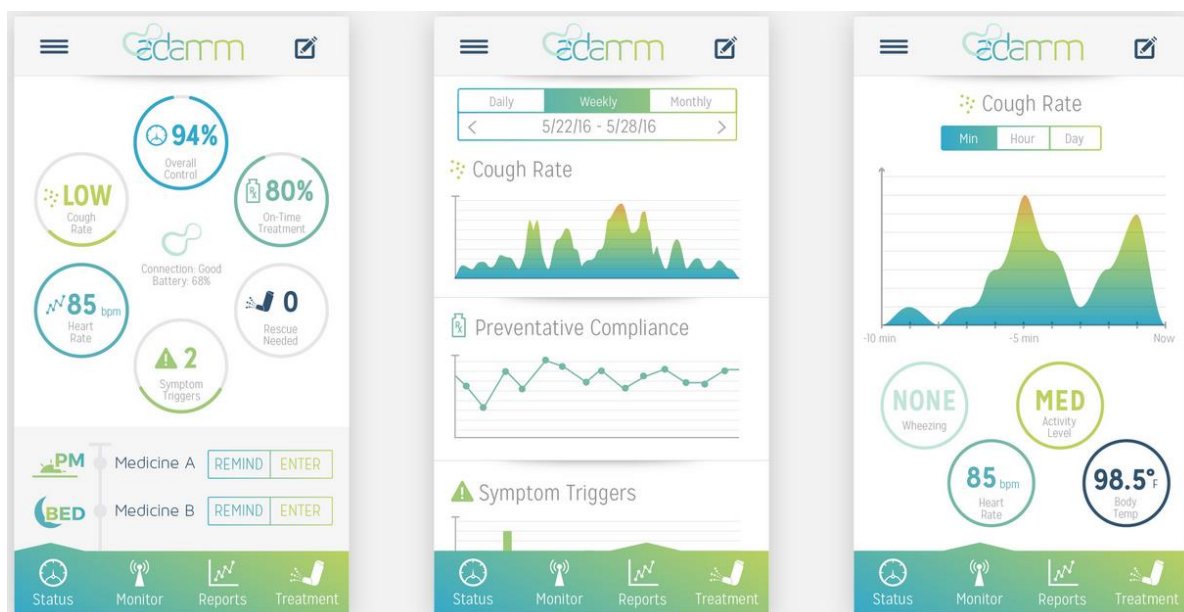 adamm
94%
Overall
Control
LOW
Cough
Rate
80%
On-Time
Treatment
Connection: Good
Battery: 68%
85 bpm
Heart
Rate
0
Rescue
Needed
2
Symptom
Triggers
PM
Medicine A
REMIND
ENTER
BED
Medicine B
REMIND
ENTER
Status
Monitor
Reports
Treatment
adamm
Daily
Weekly
Monthly
< 5/22/16 - 5/28/16 >
Cough Rate
Rx Preventative Compliance
Symptom Triggers
Status
Monitor
Reports
Treatment
adamm
Cough Rate
Min
Hour
Day
-10 min
-5 min
Now
NONE
Wheezing
MED
Activity
Level
85 bpm
Heart
Rate
98.5°F
Body
Temp
Status
Monitor
Reports
Treatment